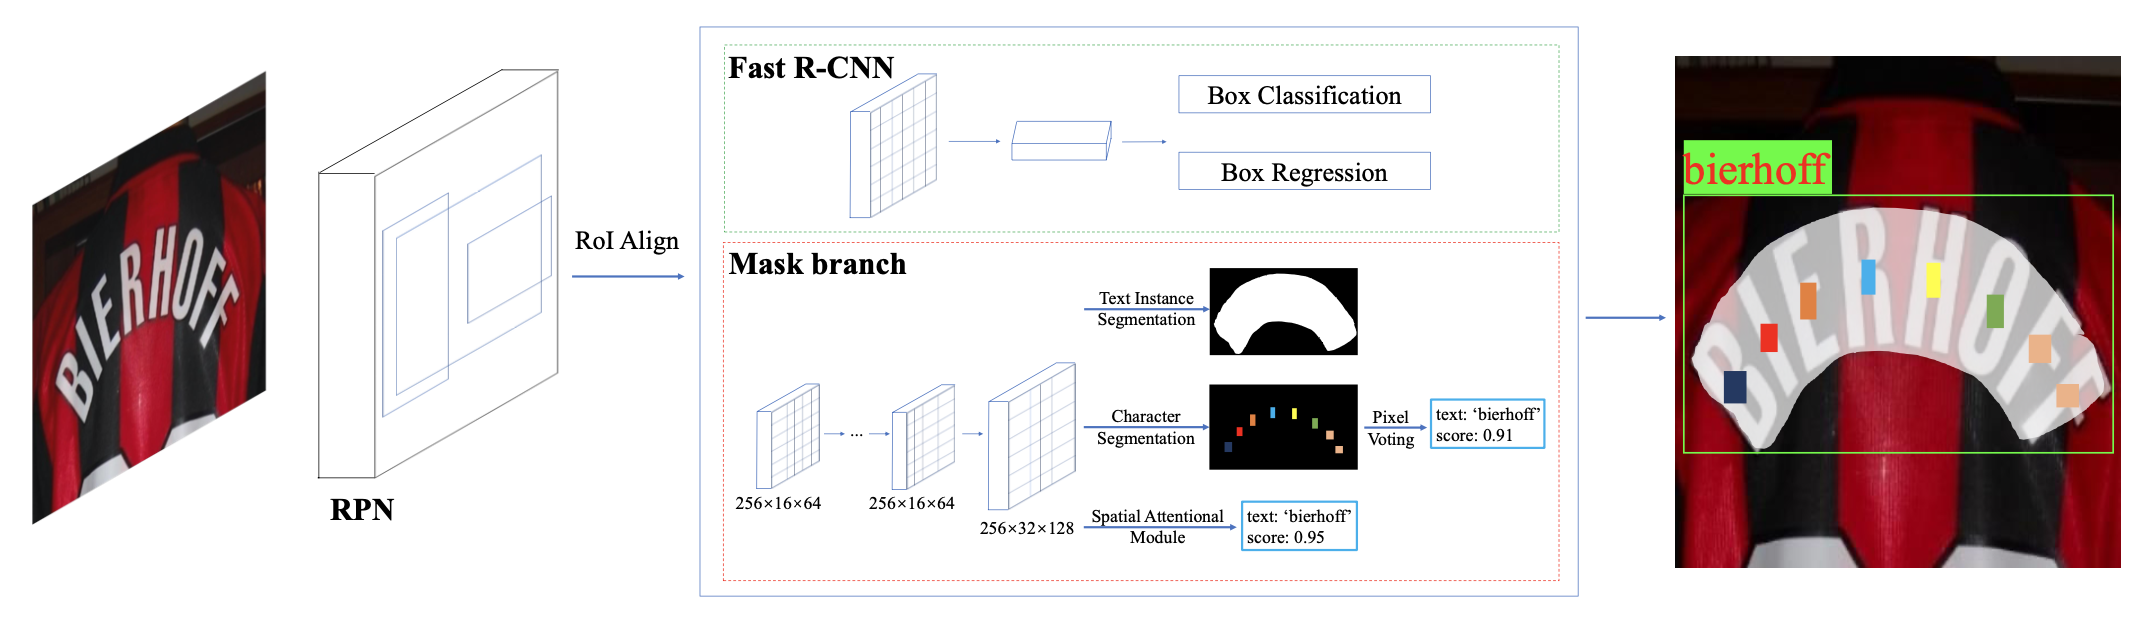 BIERHOFF
RPN
RoI Align
Fast R-CNN
Box Classification
Box Regression
Mask branch
Text Instance
Segmentation
Character
Segmentation
Pixel
Voting
text: ‘bierhoff’
score: 0.91
256×16×64
...
256×16×64
256×32×128
Spatial Attentional
Module
text: ‘bierhoff’
score: 0.95
bierhoff
BIERHOFF